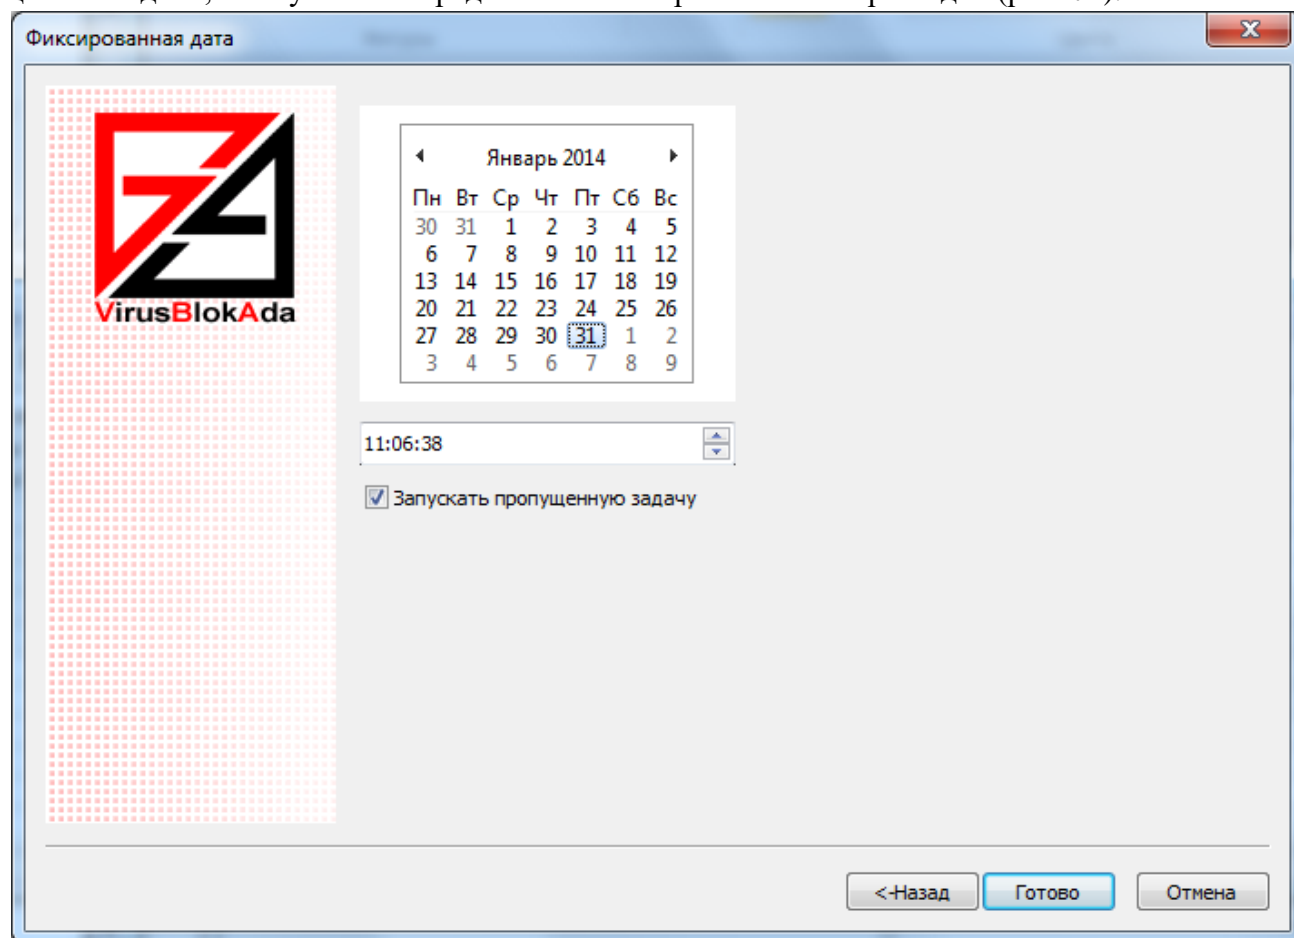 Фиксированная дата
x
Январь 2014
Пн Вт Ср Чт Пт Сб Вс
30 31 1 2 3 4 5
6 7 8 9 10 11 12
13 14 15 16 17 18 19
20 21 22 23 24 25 26
27 28 29 30 31 1 2
3 4 5 6 7 8 9
VirusBlokAda
11:06:38
Запускать пропущенную задачу
<-Назад Готово Отмена